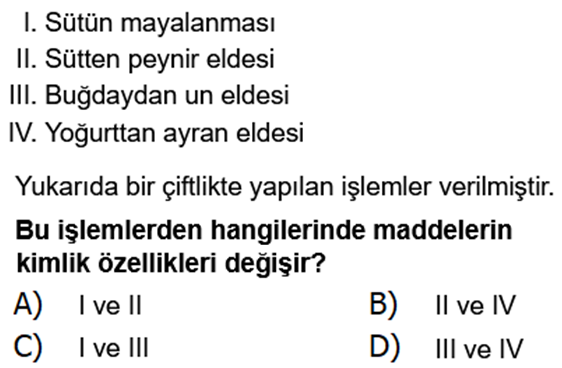 I. Sütün mayalanması
II. Sütten peynir eldesi
III. Buğdaydan un eldesi
IV. Yoğurttan ayran eldesi
Yukarıda bir çiftlikte yapılan işlemler verilmiştir.
Bu işlemlerden hangilerinde maddelerin
kimlik özellikleri değişir?
A) I ve II B) II ve IV
C) I ve III D) III ve IV